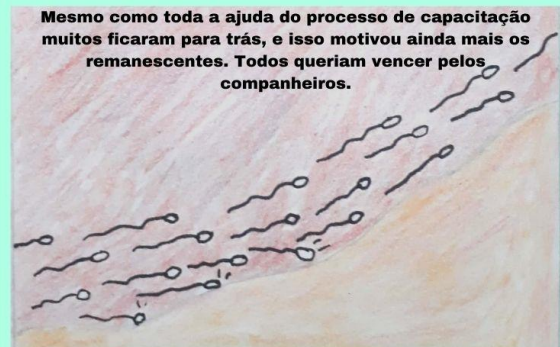 Mesmo como toda a ajuda do processo de capacitação
muitos ficaram para trás, e isso motivou ainda mais os
remanescentes. Todos queriam vencer pelos
companheiros.